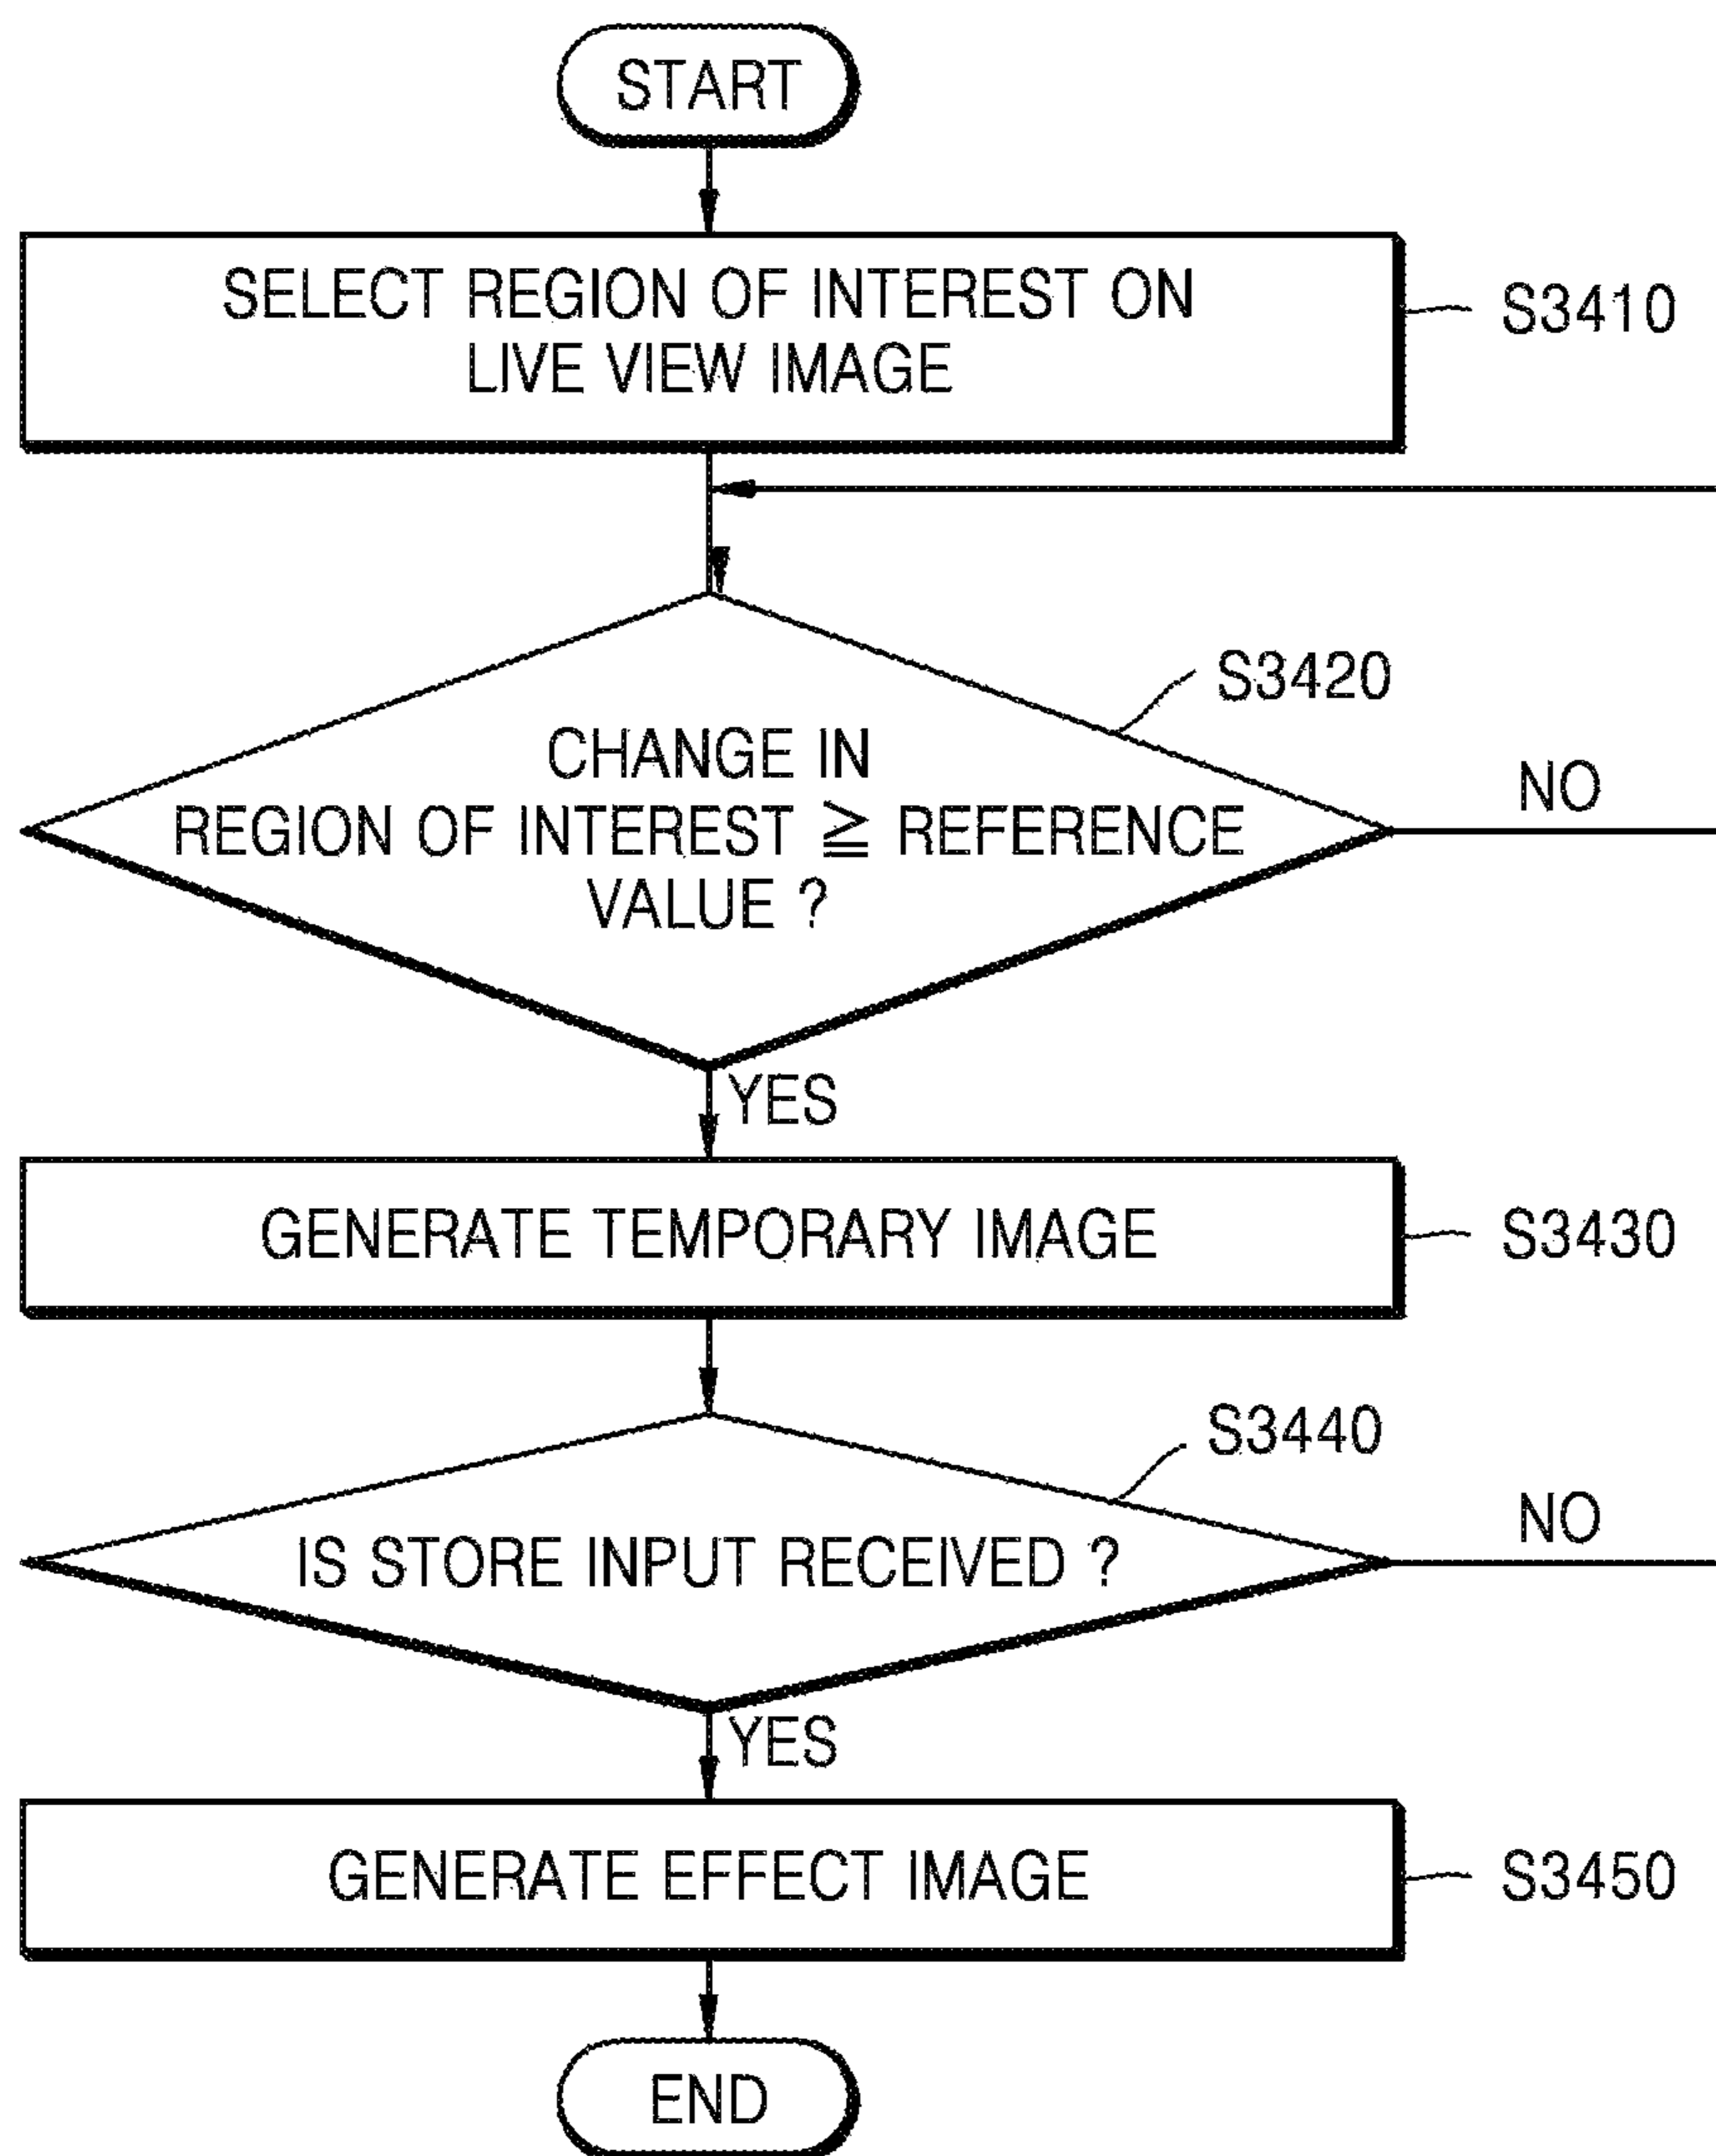 START
SELECT REGION OF INTEREST ON
LIVE VIEW IMAGE
S3410
S3420
CHANGE IN
REGION OF INTEREST ≧ REFERENCE
VALUE ?
NO
YES
GENERATE TEMPORARY IMAGE
S3430
S3440
IS STORE INPUT RECEIVED ?
NO
YES
GENERATE EFFECT IMAGE
S3450
END